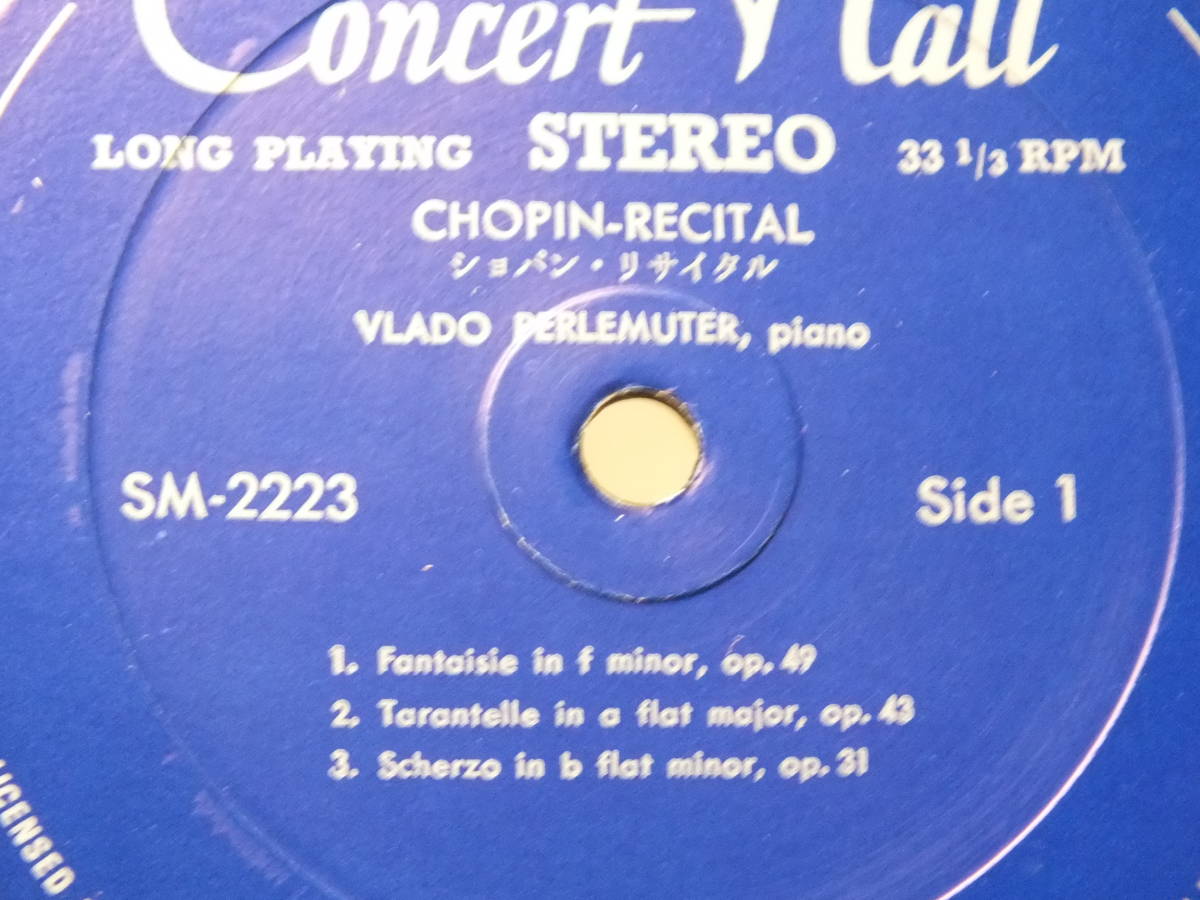 Concert Hall
LONG PLAYING STEREO 33 1/3 RPM
CHOPIN-RECITAL
ショパン・リサイタル
VLADO PERLEMUTER, piano
SM-2223 Side 1
1. Fantaisie in f minor, op. 49
2. Tarantelle in a flat major, op. 43
3. Scherzo in b flat minor, op. 31
LICENSED